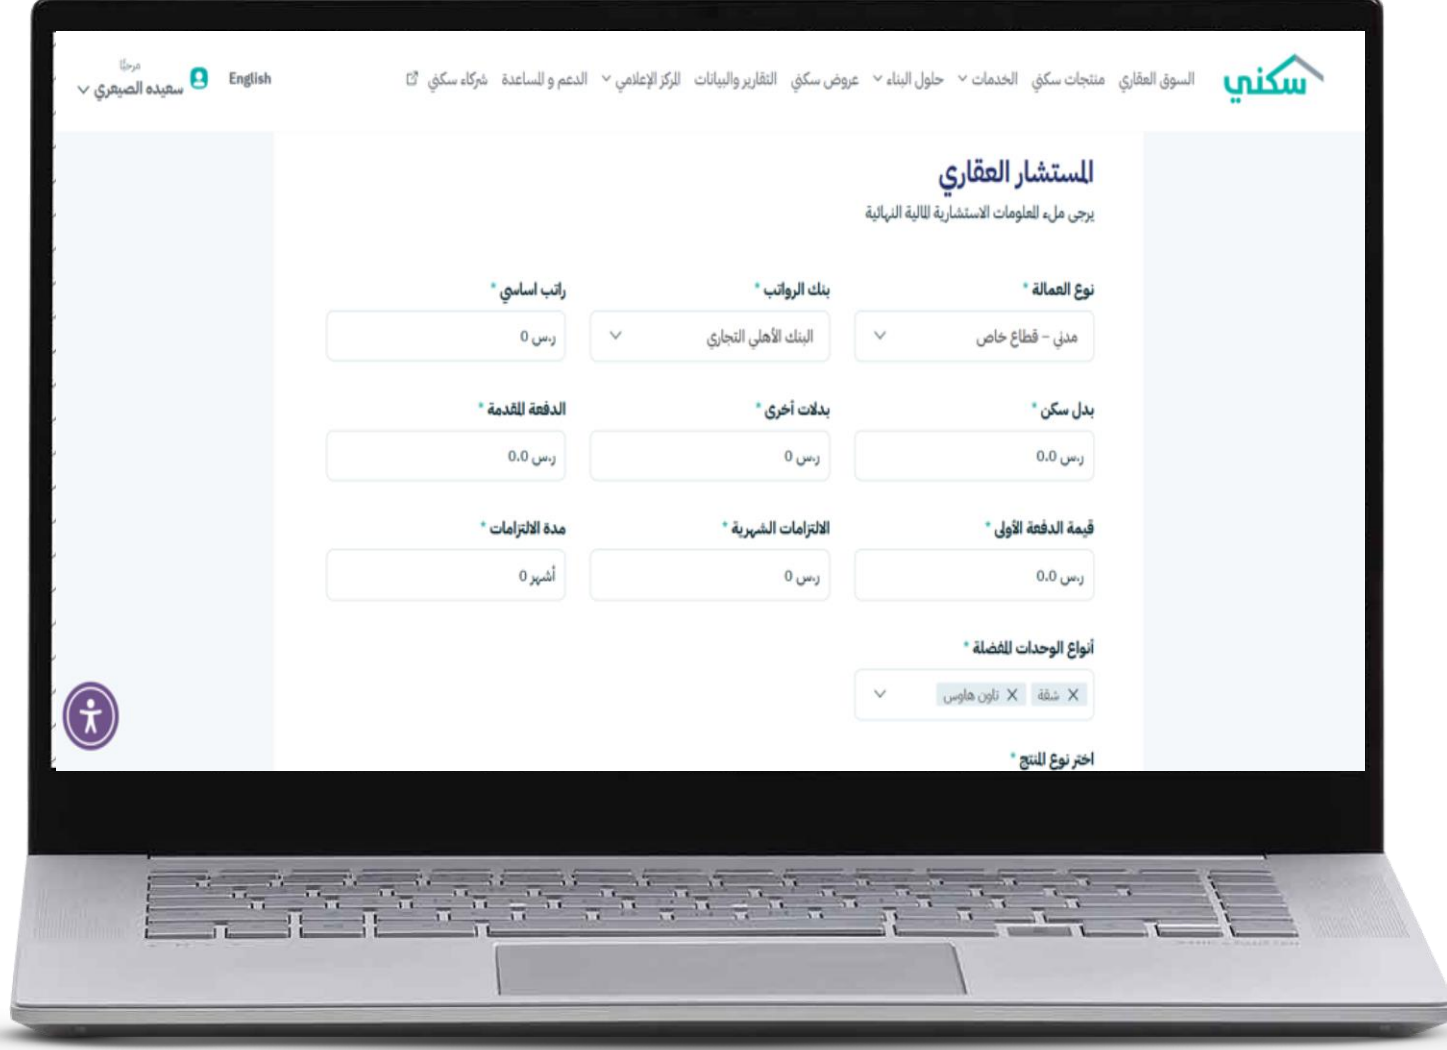 سكني
السوق العقاري منتجات سكني الخدمات حلول البناء عروض سكني التقارير والبيانات المركز الإعلامي الدعم و المساعدة شركاء سكني
English
مرحبًا
سعيده الصيعري
المستشار العقاري
يرجى ملء المعلومات الاستشارية المالية النهائية
نوع العمالة * بنك الرواتب * راتب اساسي *
مدني – قطاع خاص البنك الأهلي التجاري ر.س 0
بدل سكن * بدلات أخرى * الدفعة المقدمة *
ر.س 0.0 ر.س 0 ر.س 0.0
قيمة الدفعة الأولى * الالتزامات الشهرية * مدة الالتزامات *
ر.س 0.0 ر.س 0 أشهر 0
أنواع الوحدات المفضلة *
شقة تاون هاوس
اختر نوع المنتج *